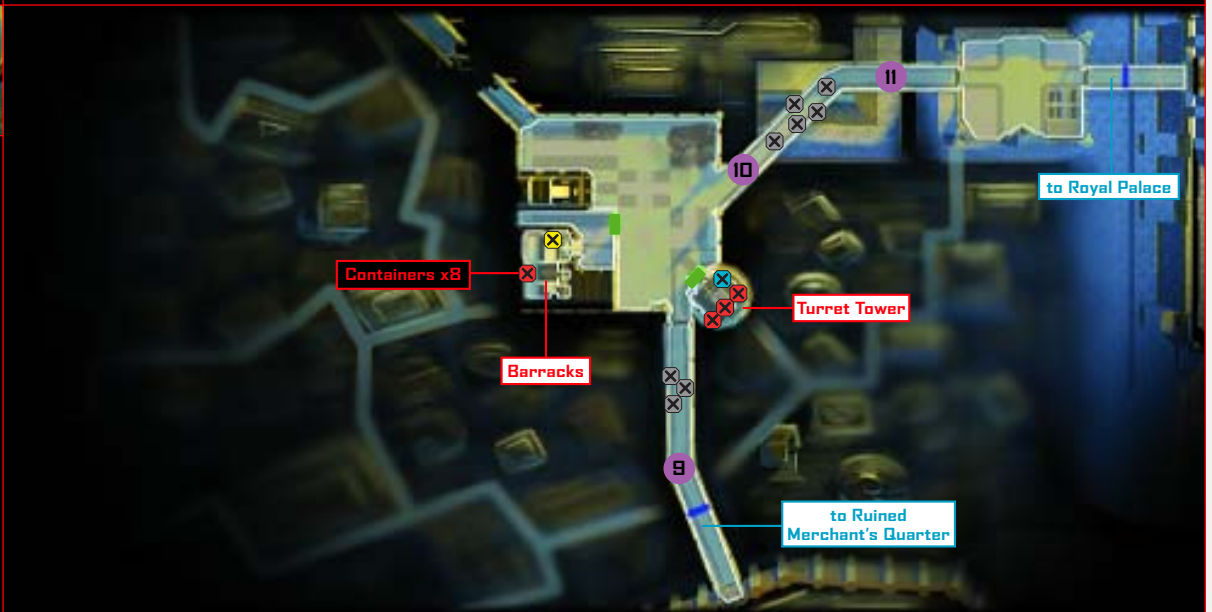 11
10
to Royal Palace
Containers x8
Turret Tower
Barracks
9
to Ruined
Merchant's Quarter